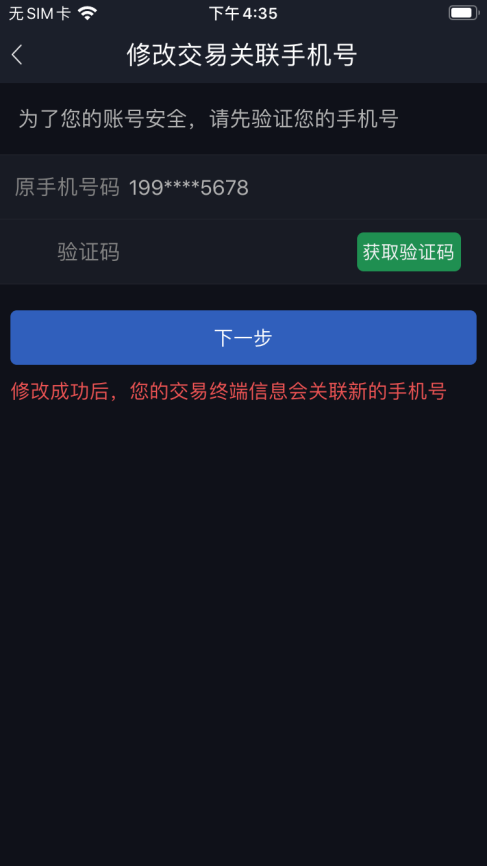 无SIM卡 下午4:35
修改交易关联手机号
为了您的账号安全，请先验证您的手机号
原手机号码 199****5678
验证码 获取验证码
下一步
修改成功后，您的交易终端信息会关联新的手机号